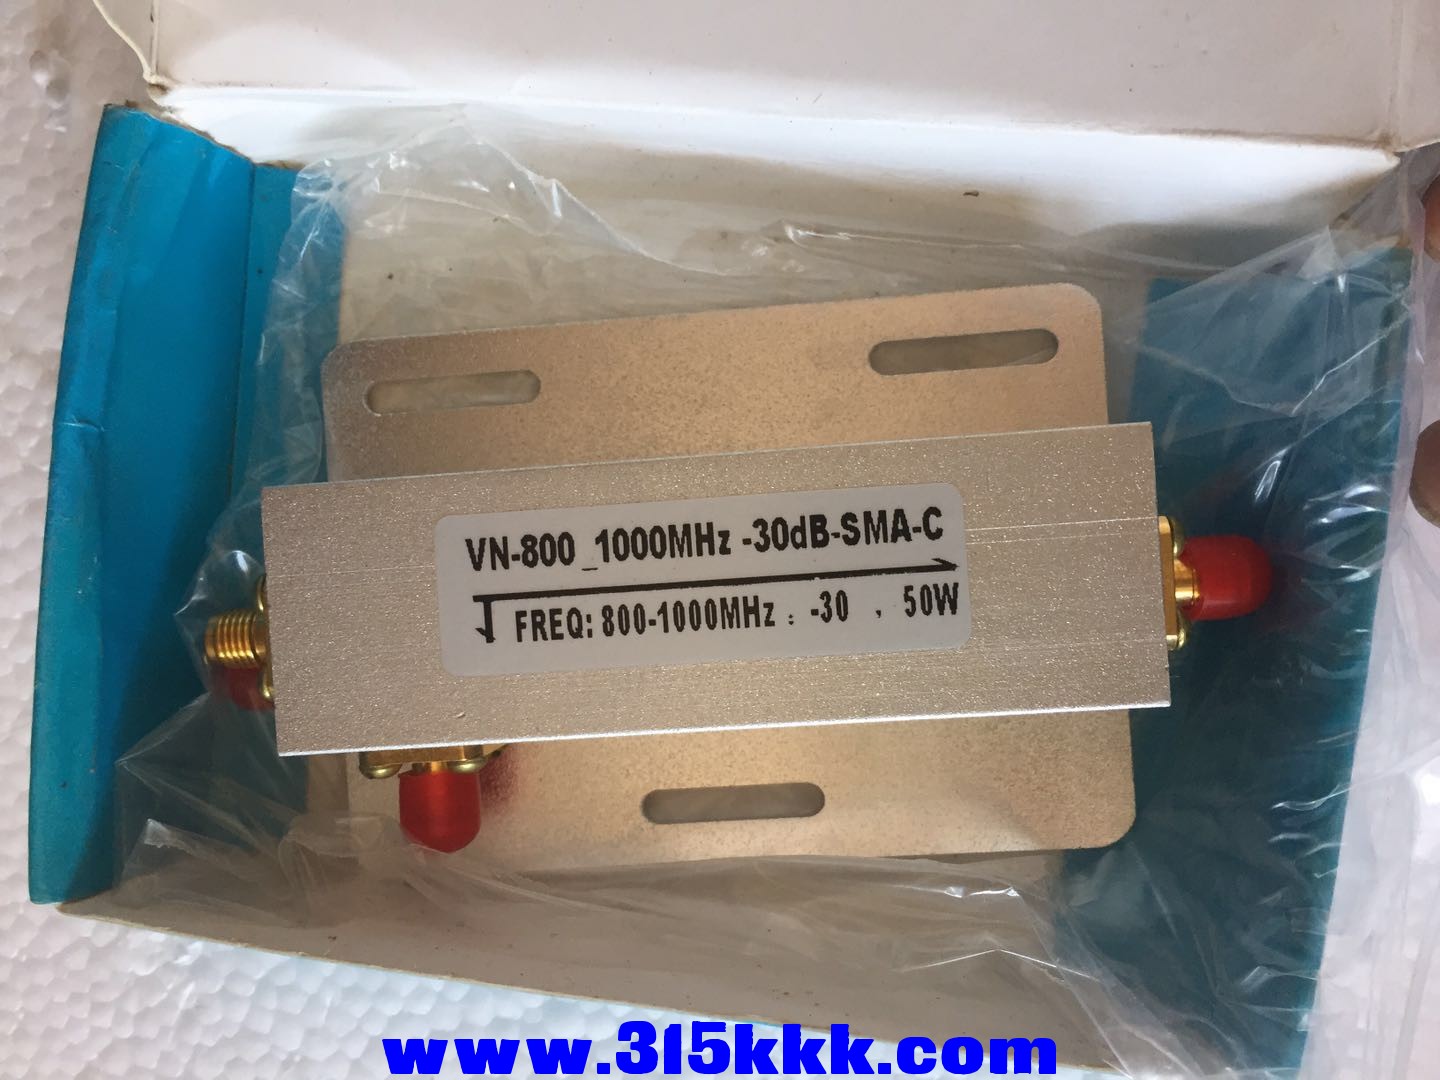 VN-800_1000MHz -30dB-SMA-C
FREQ: 800-1000MHz : -30 , 50W
www.315kkk.com